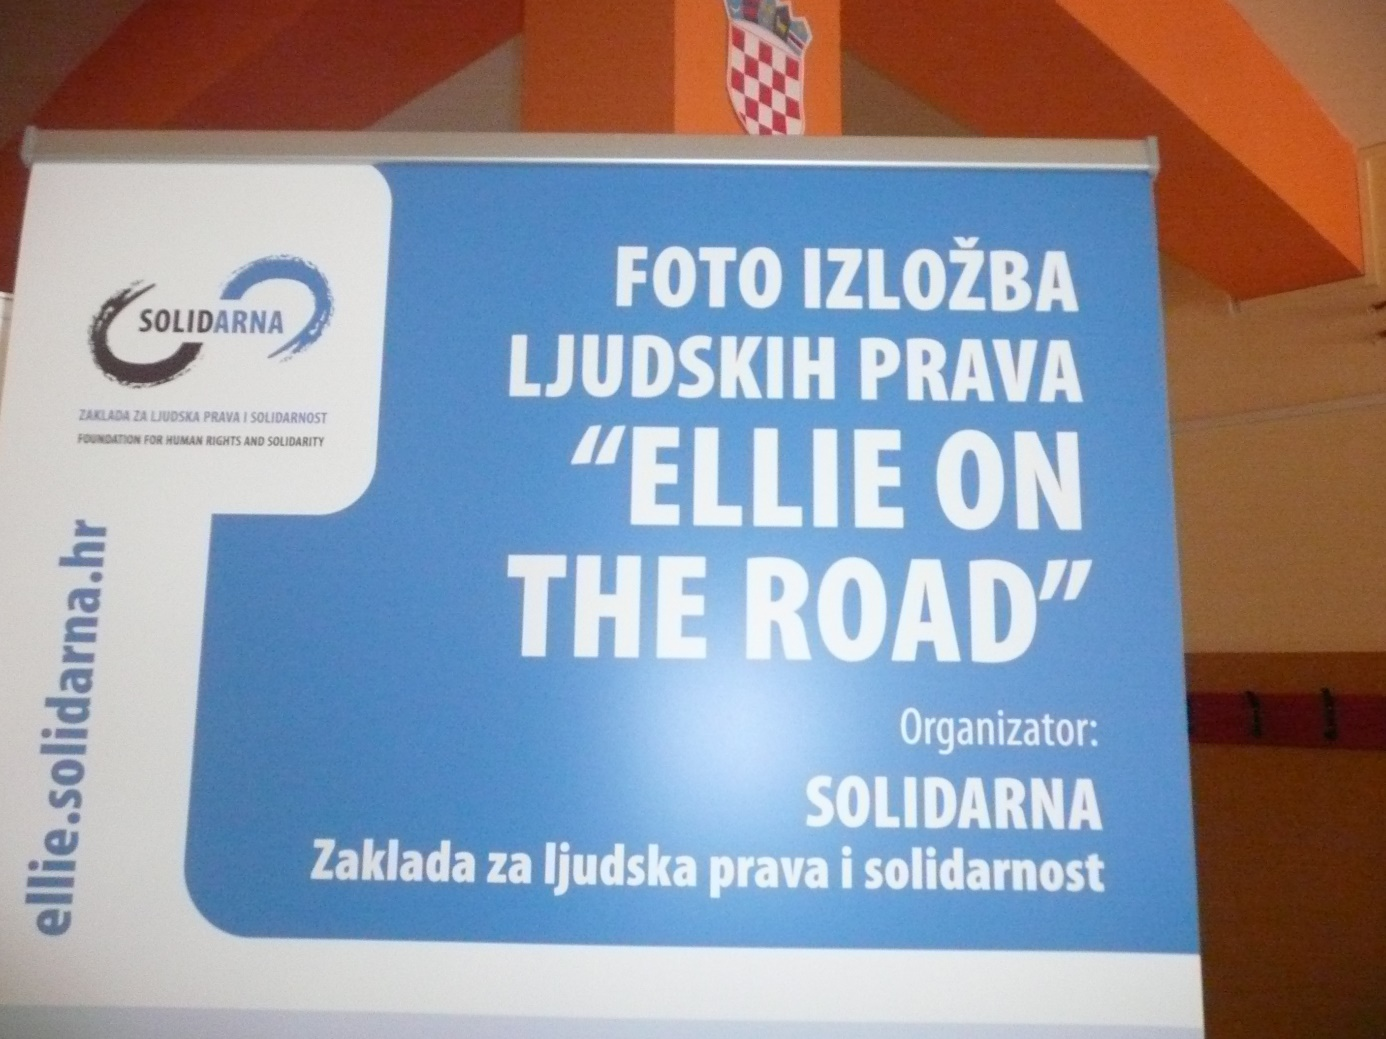 SOLIDARNA
ZAKLADA ZA LJUDSKA PRAVA I SOLIDARNOST
FOUNDATION FOR HUMAN RIGHTS AND SOLIDARITY
ellie.solidarna.hr
FOTO IZLOŽBA
LJUDSKIH PRAVA
“ELLIE ON
THE ROAD”
Organizator:
SOLIDARNA
Zaklada za ljudska prava i solidarnost